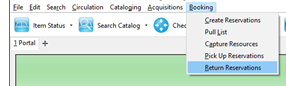 File Edit Search Circulation Cataloging Acquisitions Booking
Create Reservations
Item Status Search Catalog Chec
Pull List
Capture Resources
1 Portal
Pick Up Reservations
Return Reservations